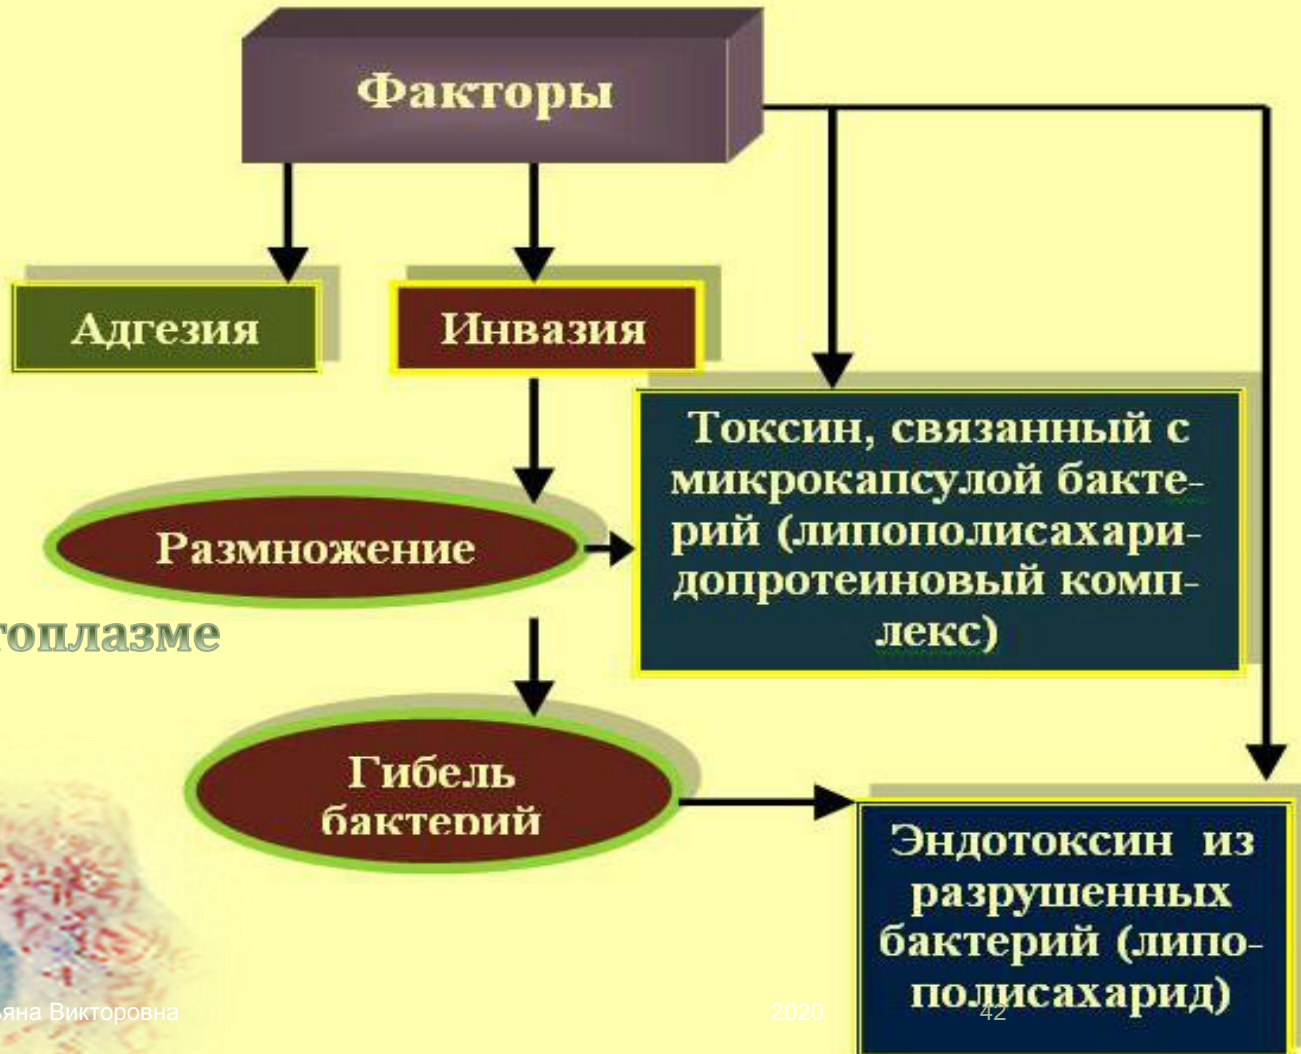 Факторы
Адгезия
Инвазия
Токсин, связанный с
микрокапсулой бакте-
рий (липополисахари-
допротеиновый комп-
лекс)
Размножение
топлазме
Гибель
бактерий
Эндотоксин из
разрушенных
бактерий (липо-
полисахарид)
ьяна Викторовна
2020
42